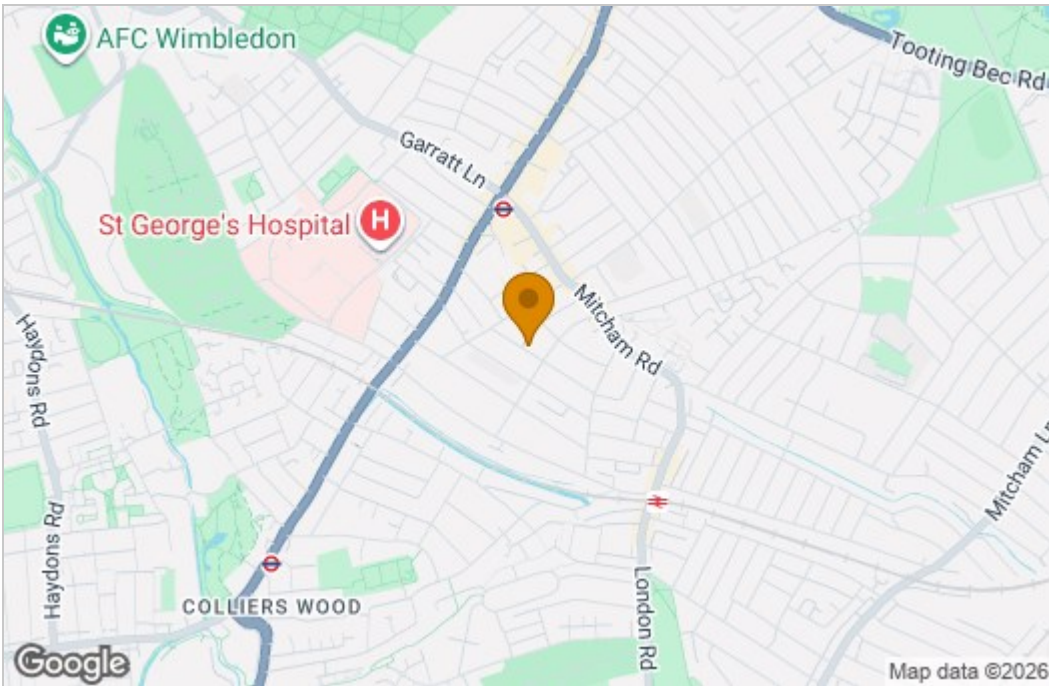 AFC Wimbledon
Tooting Bec Rd
Garratt Ln
St George's Hospital
H
Mitcham Rd
Haydons Rd
Mitcham Ln
Haydons Rd
COLLIERS WOOD
London Rd
Google
Map data ©2026